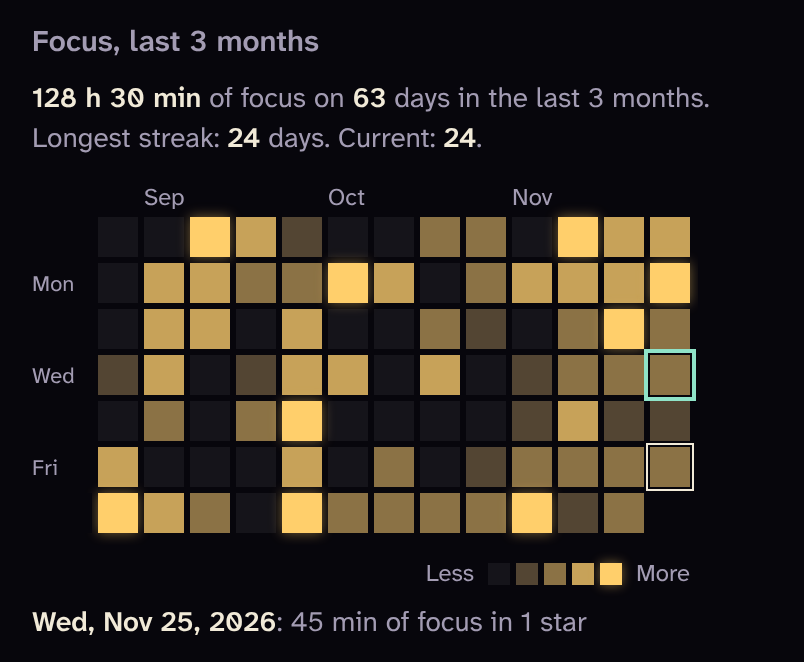 Focus, last 3 months
128 h 30 min of focus on 63 days in the last 3 months.
Longest streak: 24 days. Current: 24.
Sep Oct Nov
Mon
Wed
Fri
Less More
Wed, Nov 25, 2026: 45 min of focus in 1 star